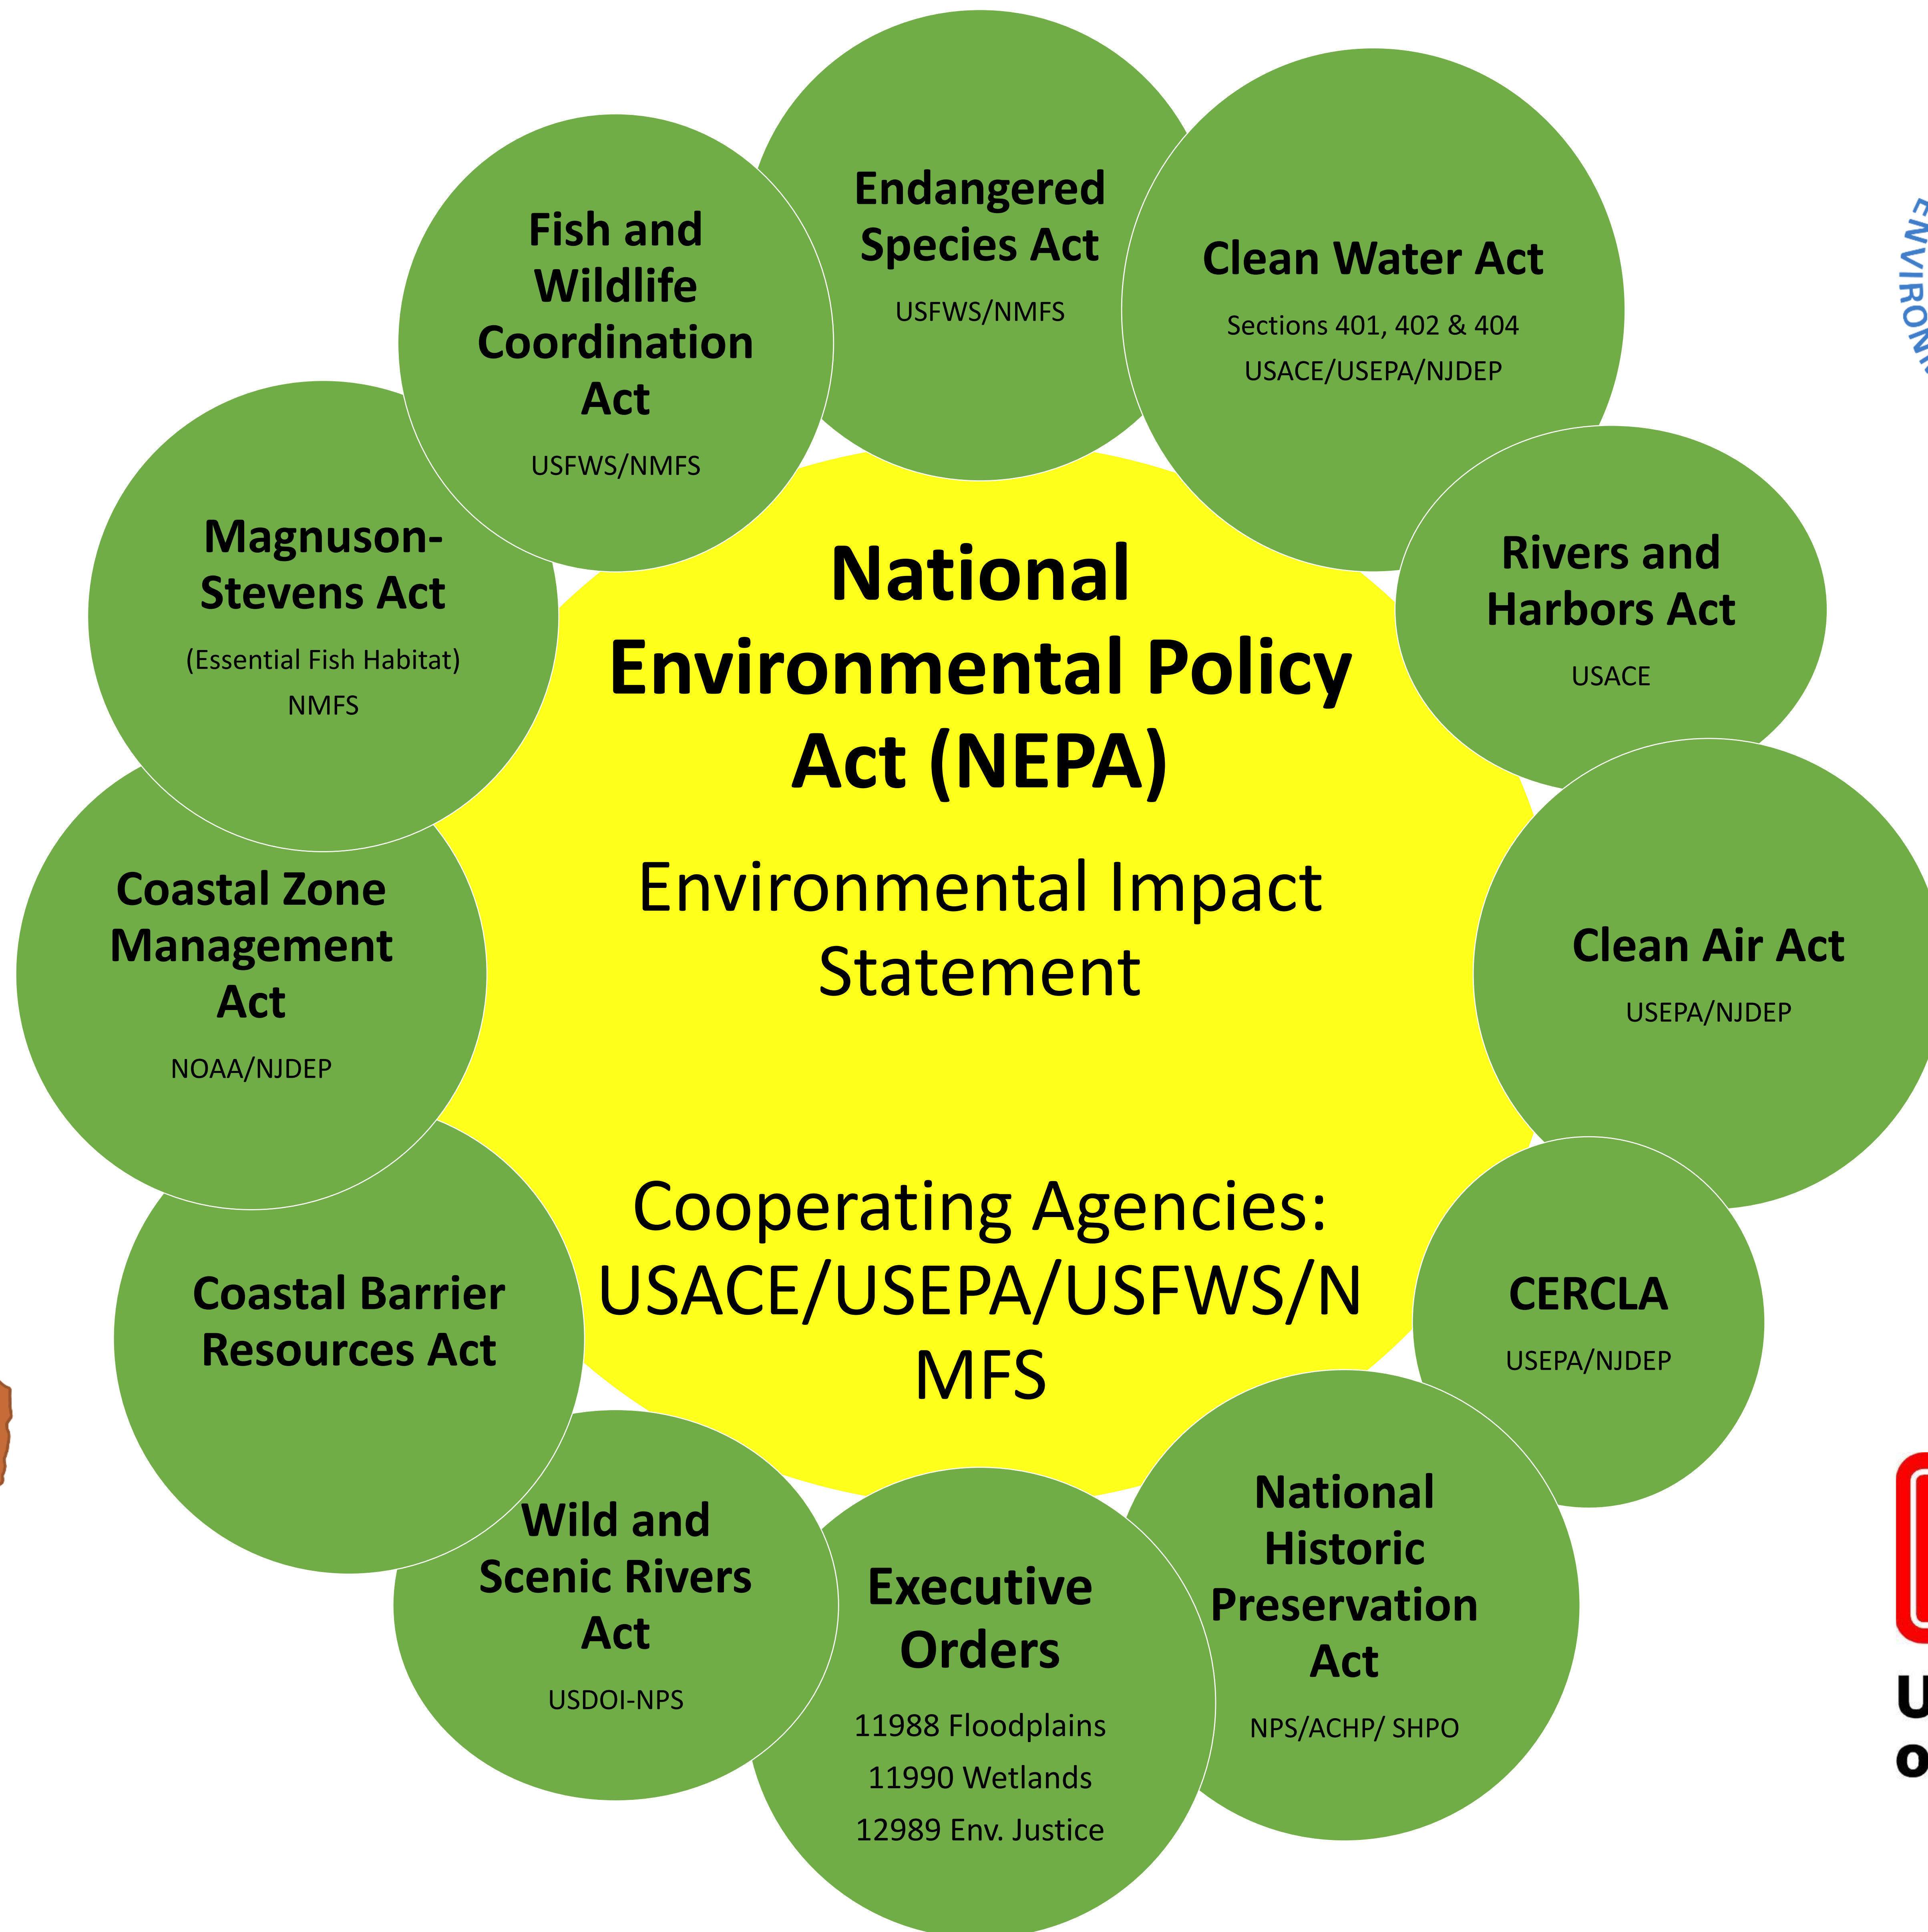 Endangered
Species Act
USFWS/NMFS
Clean Water Act
Sections 401, 402 & 404
USACE/USEPA/NJDEP
Rivers and
Harbors Act
USACE
Clean Air Act
USEPA/NJDEP
CERCLA
USEPA/NJDEP
National
Historic
Preservation
Act
NPS/ACHP/ SHPO
Executive
Orders
11988 Floodplains
11990 Wetlands
12989 Env. Justice
Wild and
Scenic Rivers
Act
USDOI-NPS
Coastal Barrier
Resources Act
Coastal Zone
Management
Act
NOAA/NJDEP
Magnuson-
Stevens Act
(Essential Fish Habitat)
NMFS
Fish and
Wildlife
Coordination
Act
USFWS/NMFS
National
Environmental Policy
Act (NEPA)
Environmental Impact
Statement
Cooperating Agencies:
USACE/USEPA/USFWS/N
MFS